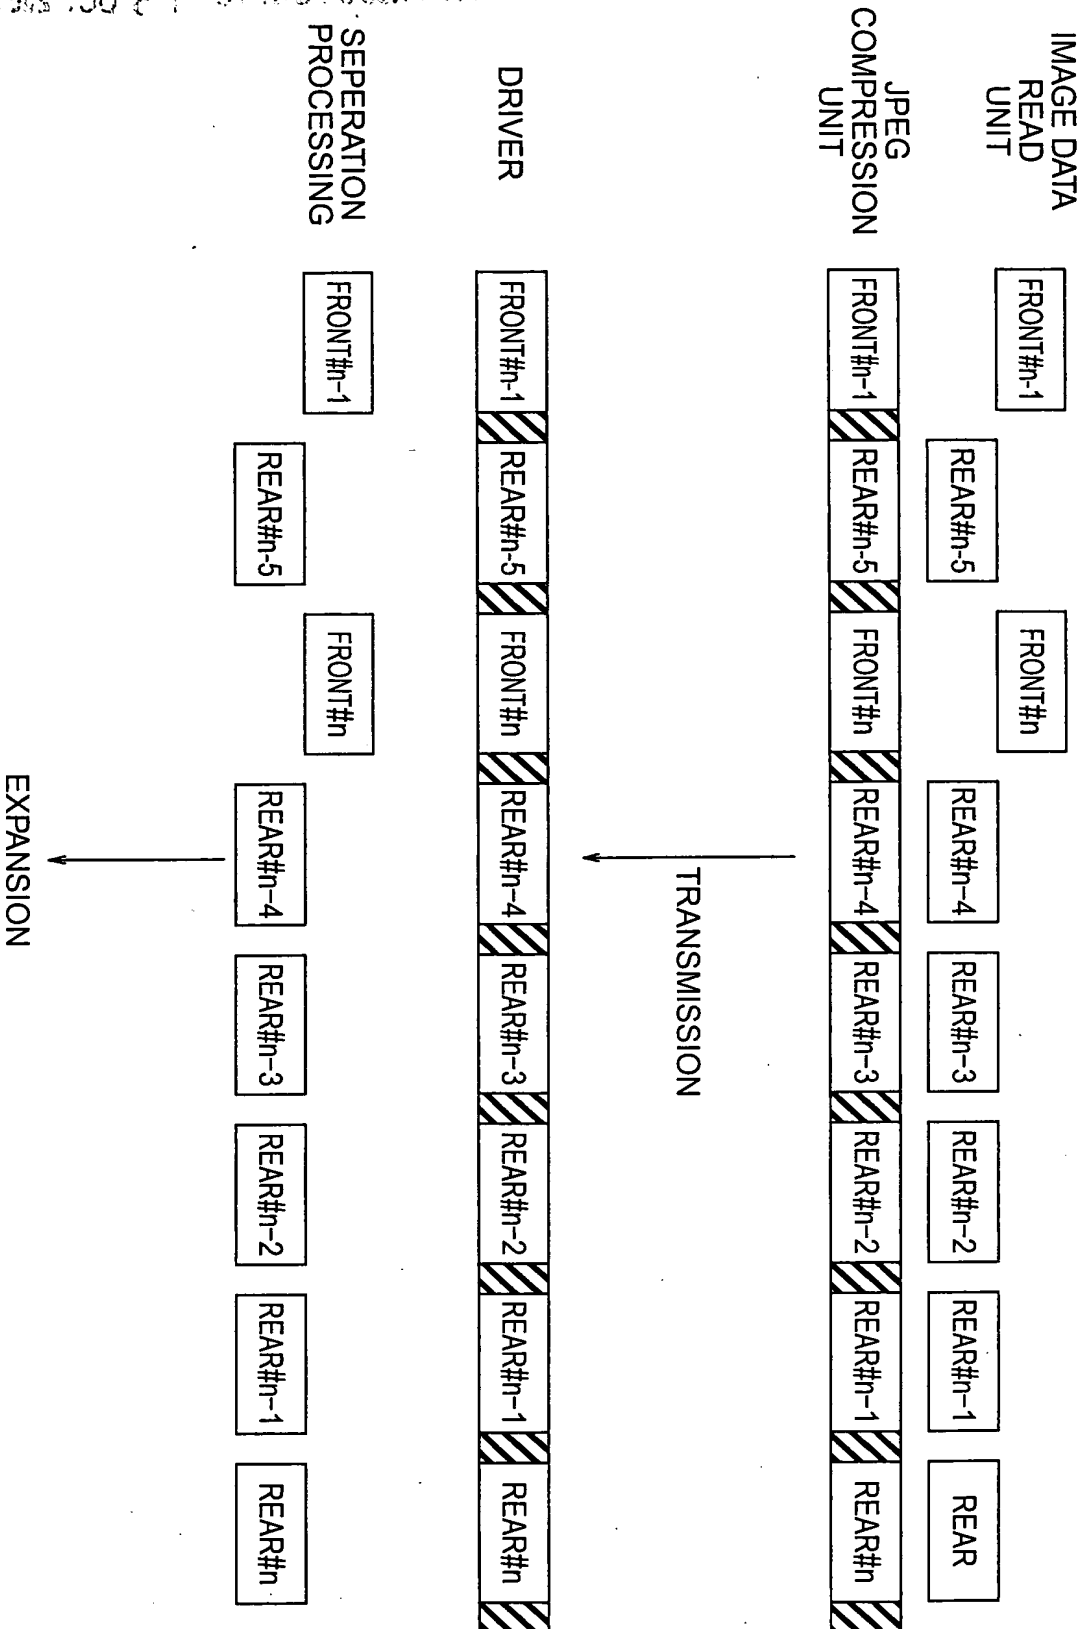 IMAGE DATA
READ
UNIT
FRONT#n-1
FRONT#n
REAR#n-5
REAR#n-4
REAR#n-3
REAR#n-2
REAR#n-1
REAR
JPEG
COMPRESSION
UNIT
FRONT#n-1
REAR#n-5
FRONT#n
REAR#n-4
REAR#n-3
REAR#n-2
REAR#n-1
REAR#n
TRANSMISSION
DRIVER
FRONT#n-1
REAR#n-5
FRONT#n
REAR#n-4
REAR#n-3
REAR#n-2
REAR#n-1
REAR#n
SEPERATION
PROCESSING
FRONT#n-1
FRONT#n
REAR#n-5
REAR#n-4
REAR#n-3
REAR#n-2
REAR#n-1
REAR#n
EXPANSION